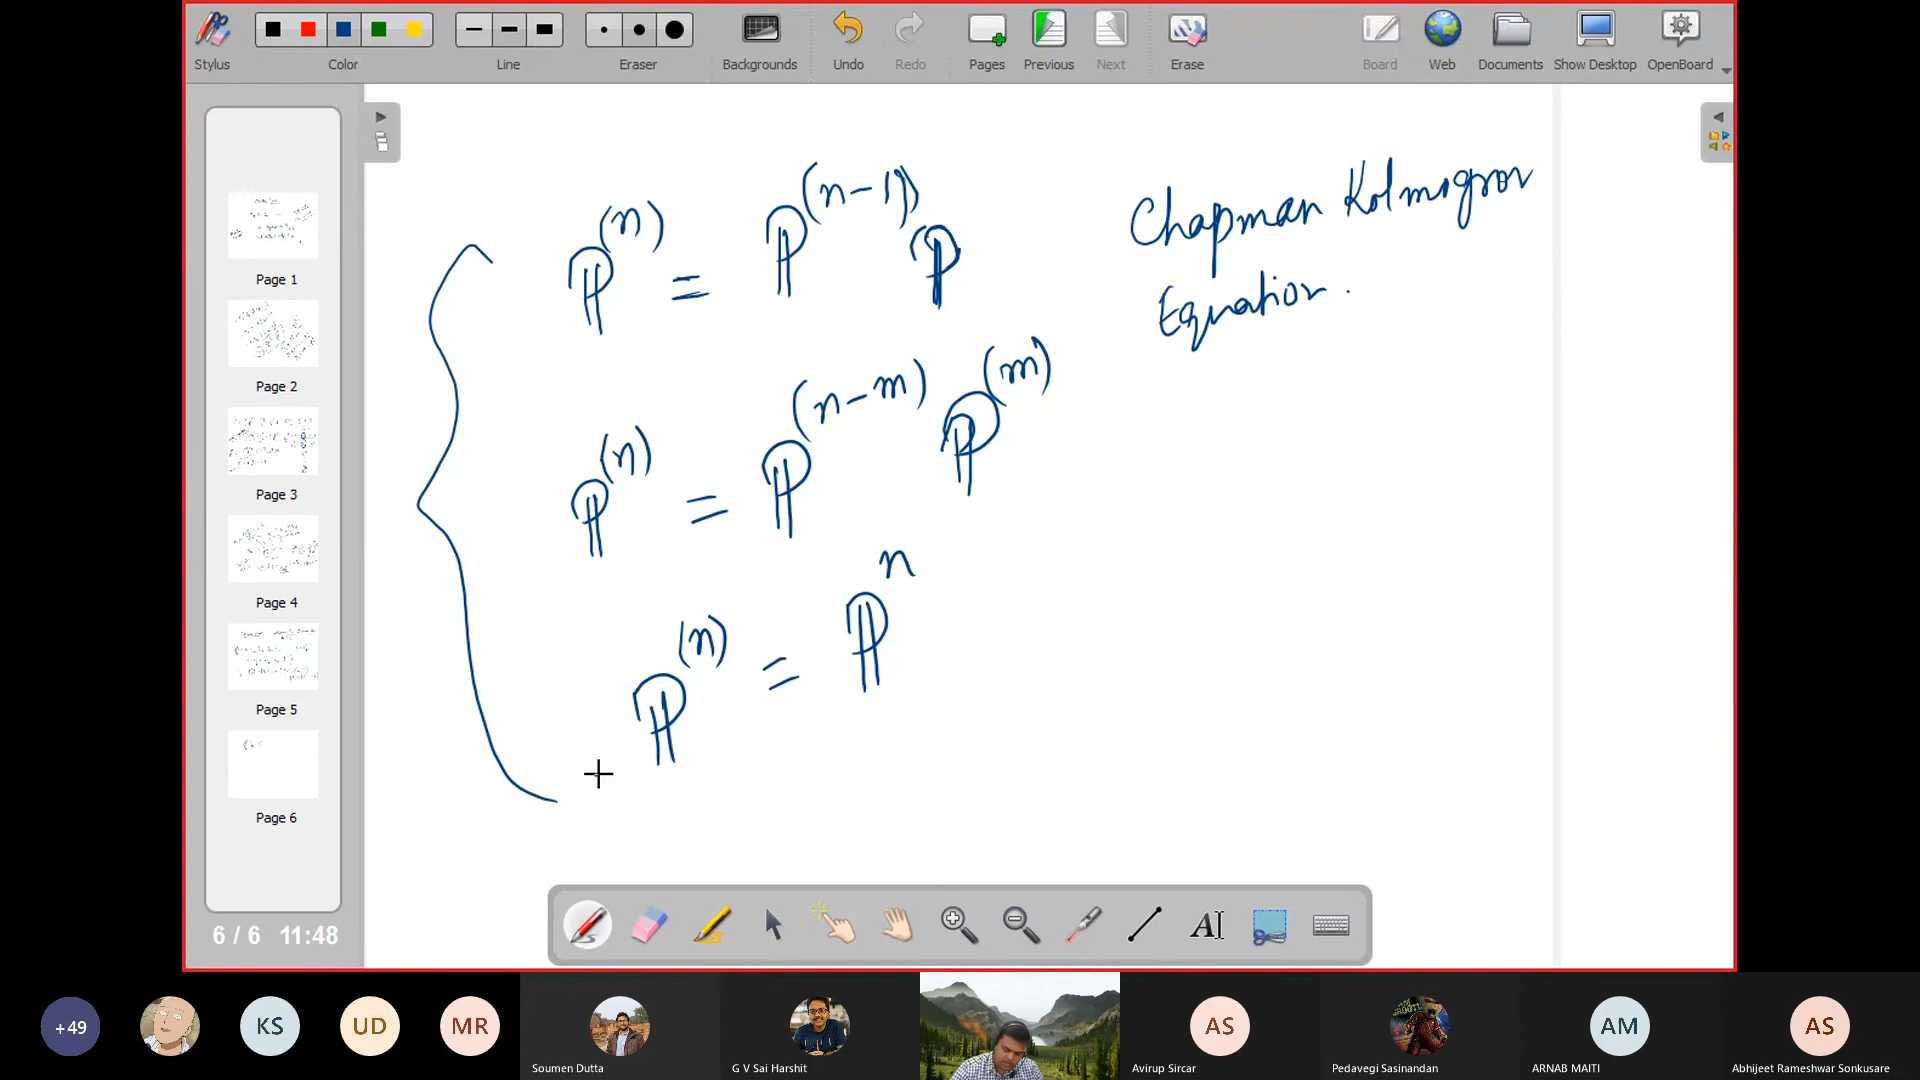 Stylus
Color
Line
Eraser
Backgrounds
Undo
Redo
Pages
Previous
Next
Erase
Board
Web
Documents
Show Desktop
OpenBoard
Page 1
Page 2
Page 3
Page 4
Page 5
Page 6
6 / 6 11:48
ℙ^(n) = ℙ^(n-1) ℙ
ℙ^(n) = ℙ^(n-m) ℙ^(m)
ℙ^(n) = ℙ^n
Chapman Kolmogrov
Equation.
+49
KS
UD
MR
Soumen Dutta
G V Sai Harshit
AS
Avirup Sircar
Pedavegi Sasinandan
AM
ARNAB MAITI
AS
Abhijeet Rameshwar Sonkusare